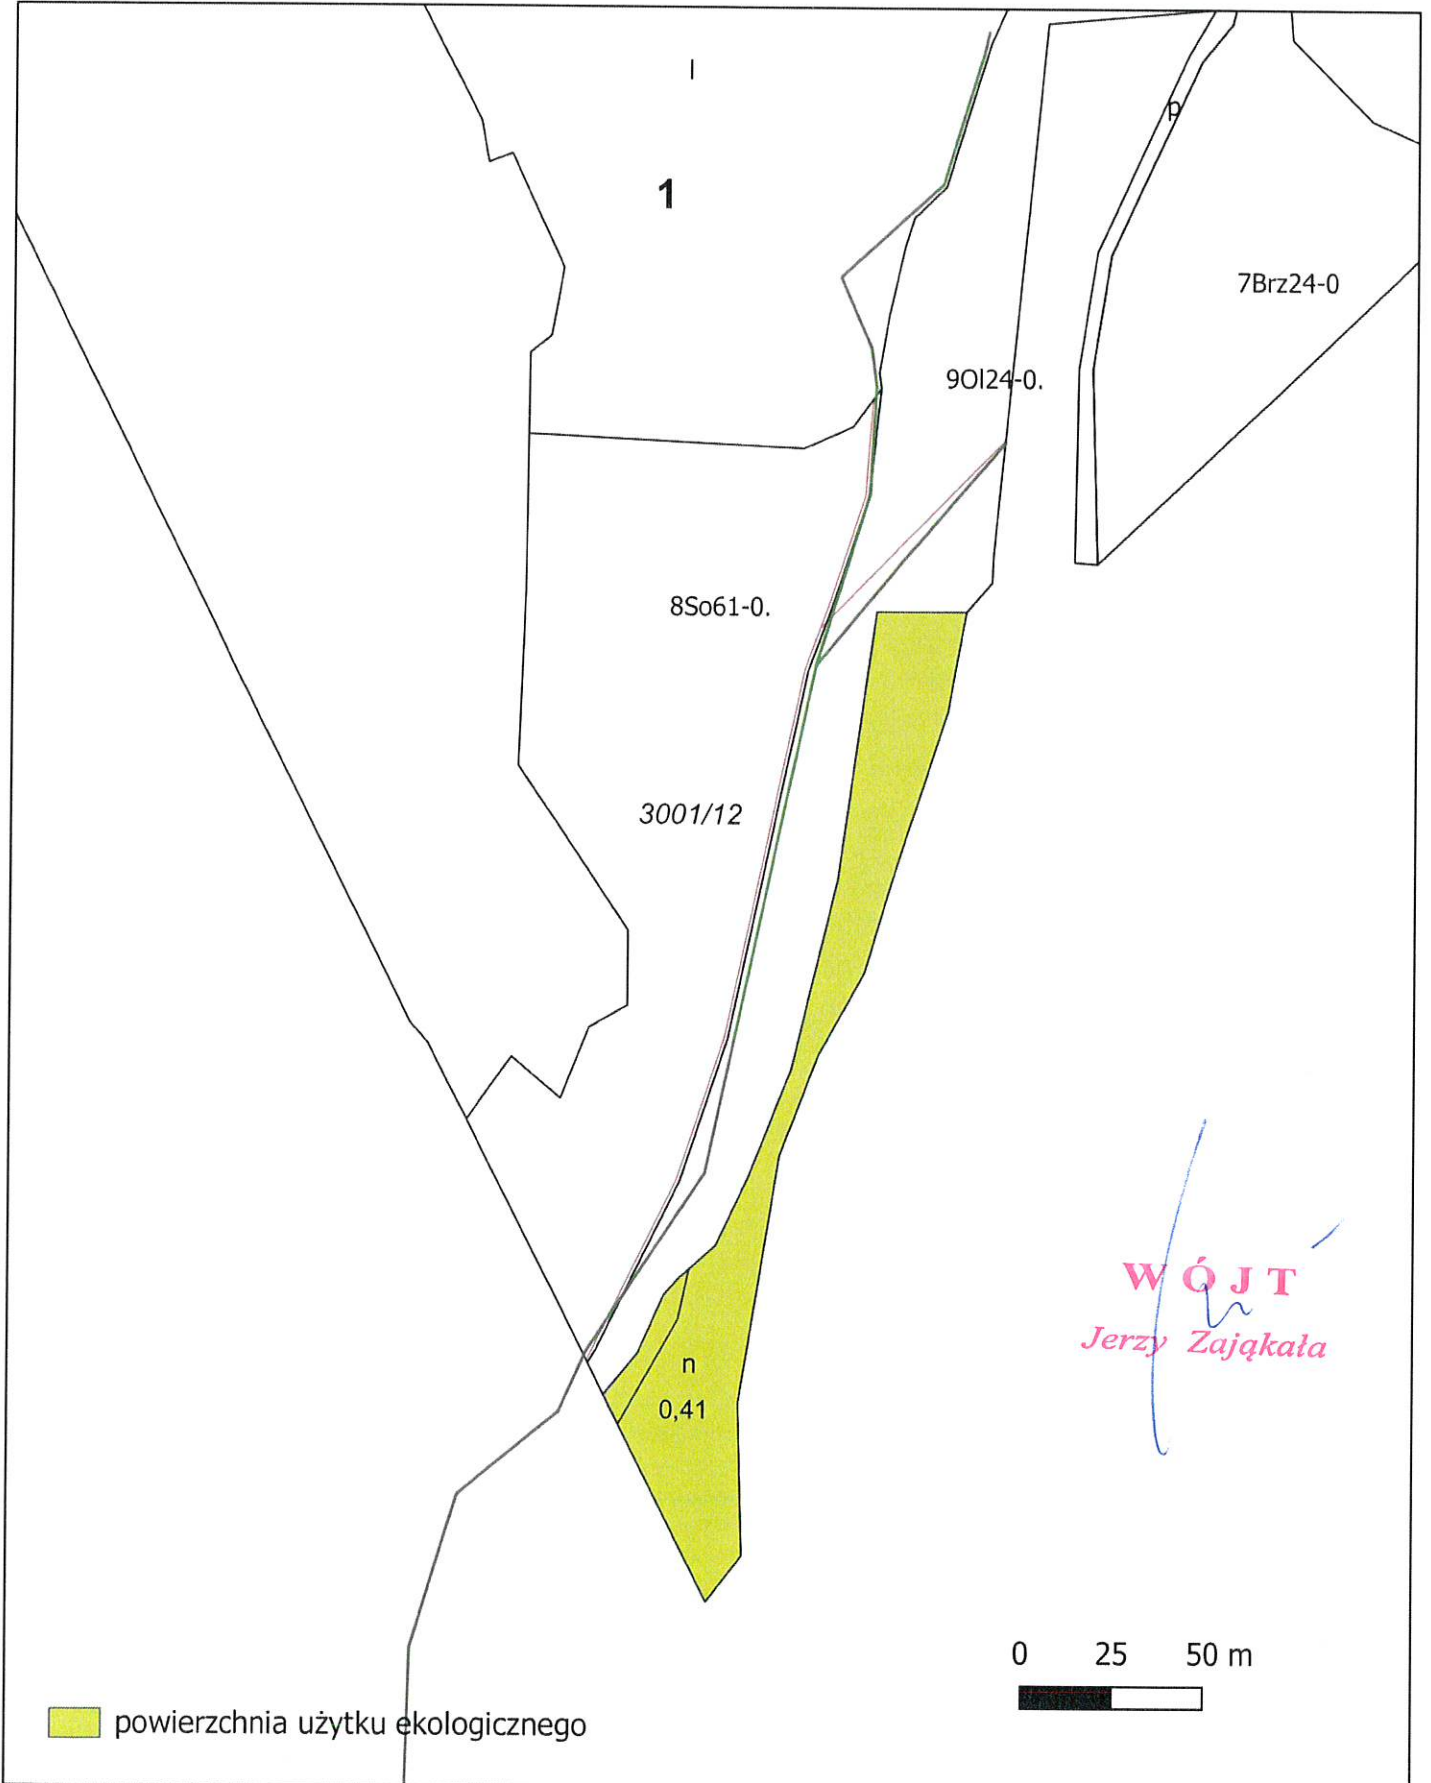 l
1
p
7Brz24-0
9Ol24-0.
8So61-0.
3001/12
WÓJT
Jerzy Zająkała
n
0,41
0 25 50 m
powierzchnia użytku ekologicznego